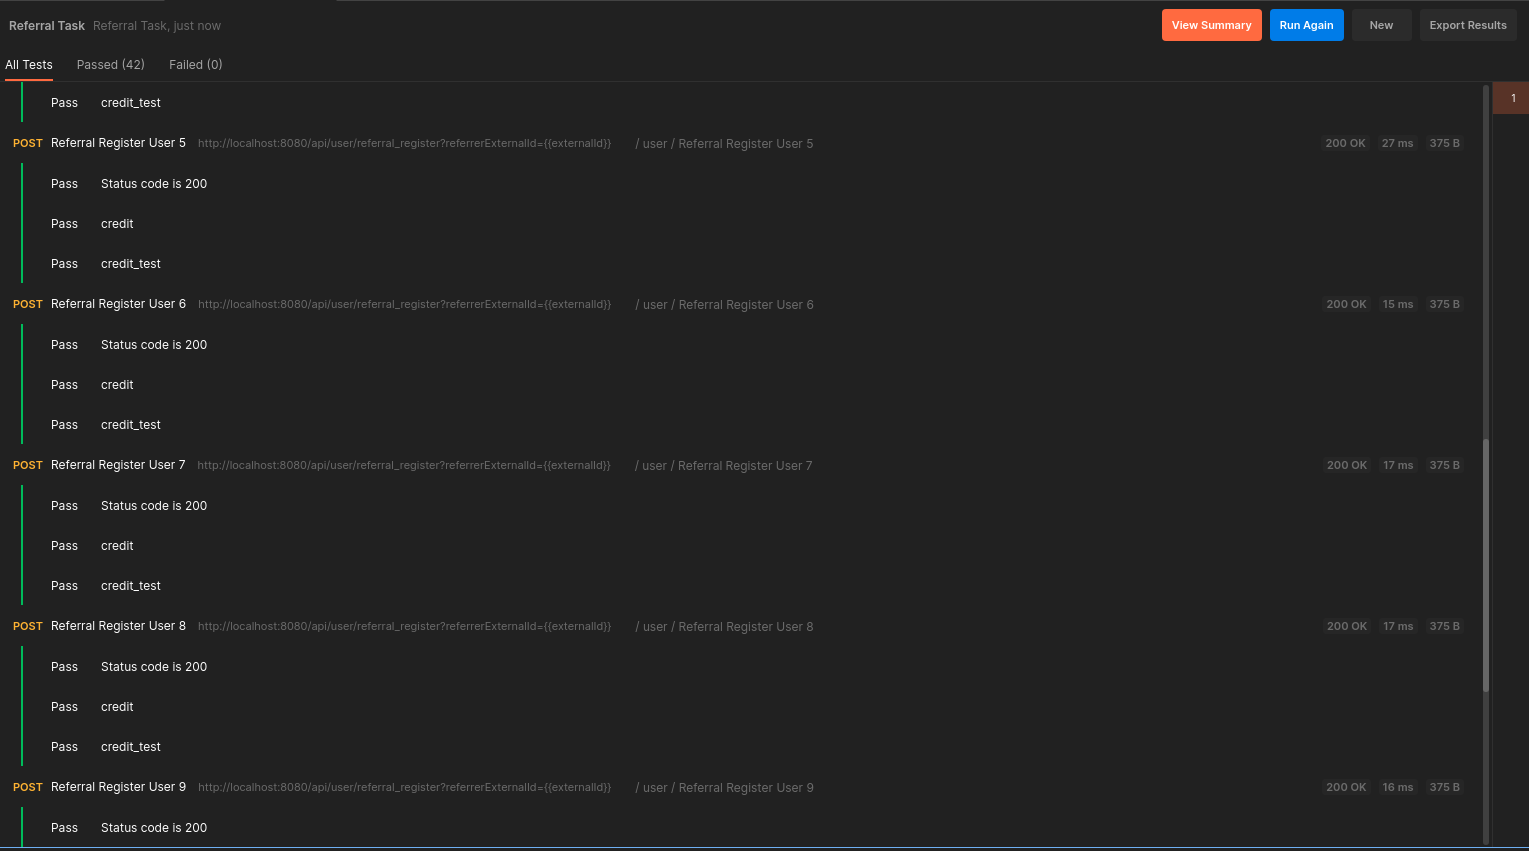 Referral Task Referral Task, just now View Summary Run Again New Export Results
All Tests Passed (42) Failed (0)
Pass credit_test 1
POST Referral Register User 5 http://localhost:8080/api/user/referral_register?referrerExternalId={{externalId}} / user / Referral Register User 5 200 OK 27 ms 375 B
Pass Status code is 200
Pass credit
Pass credit_test
POST Referral Register User 6 http://localhost:8080/api/user/referral_register?referrerExternalId={{externalId}} / user / Referral Register User 6 200 OK 15 ms 375 B
Pass Status code is 200
Pass credit
Pass credit_test
POST Referral Register User 7 http://localhost:8080/api/user/referral_register?referrerExternalId={{externalId}} / user / Referral Register User 7 200 OK 17 ms 375 B
Pass Status code is 200
Pass credit
Pass credit_test
POST Referral Register User 8 http://localhost:8080/api/user/referral_register?referrerExternalId={{externalId}} / user / Referral Register User 8 200 OK 17 ms 375 B
Pass Status code is 200
Pass credit
Pass credit_test
POST Referral Register User 9 http://localhost:8080/api/user/referral_register?referrerExternalId={{externalId}} / user / Referral Register User 9 200 OK 16 ms 375 B
Pass Status code is 200